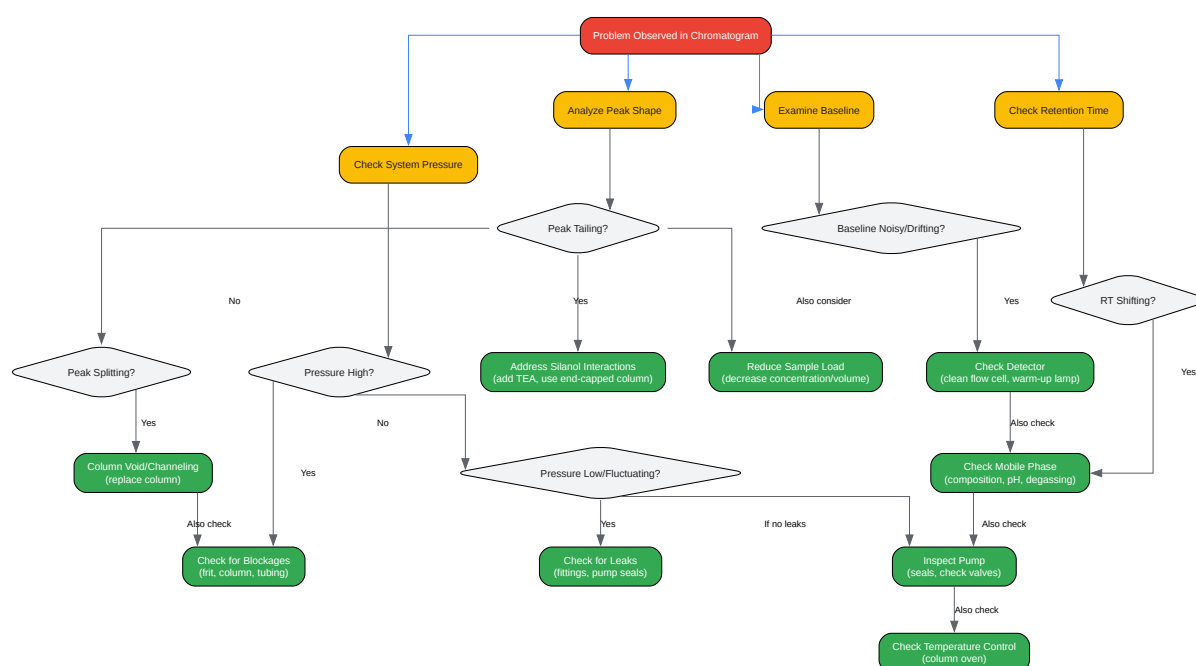 Problem Observed in Chromatogram
Analyze Peak Shape
Examine Baseline
Check Retention Time
Check System Pressure
Peak Tailing?
Baseline Noisy/Drifting?
No
Yes
Also consider
Yes
RT Shifting?
Peak Splitting?
Pressure High?
Address Silanol Interactions
(add TEA, use end-capped column)
Reduce Sample Load
(decrease concentration/volume)
Check Detector
(clean flow cell, warm-up lamp)
Yes
Yes
No
Also check
Column Void/Channeling
(replace column)
Yes
Pressure Low/Fluctuating?
Check Mobile Phase
(composition, pH, degassing)
Also check
Yes
If no leaks
Also check
Check for Blockages
(frit, column, tubing)
Check for Leaks
(fittings, pump seals)
Inspect Pump
(seals, check valves)
Also check
Check Temperature Control
(column oven)